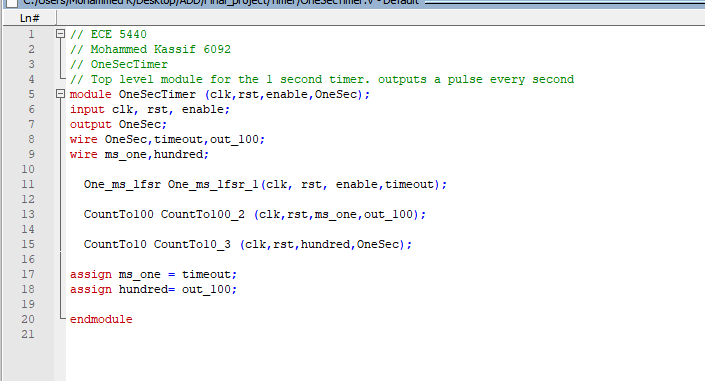 C:/Users/Mohammed K/Desktop/ADD/Final_project/Timer/OneSecTimer.v - Default
Ln#
1 // ECE 5440
2 // Mohammed Kassif 6092
3 // OneSecTimer
4 // Top level module for the 1 second timer. outputs a pulse every second
5 module OneSecTimer (clk,rst,enable,OneSec);
6 input clk, rst, enable;
7 output OneSec;
8 wire OneSec,timeout,out_100;
9 wire ms_one,hundred;
10
11 One_ms_lfsr One_ms_lfsr_1(clk, rst, enable,timeout);
12
13 CountTo100 CountTo100_2 (clk,rst,ms_one,out_100);
14
15 CountTo10 CountTo10_3 (clk,rst,hundred,OneSec);
16
17 assign ms_one = timeout;
18 assign hundred= out_100;
19
20 endmodule
21